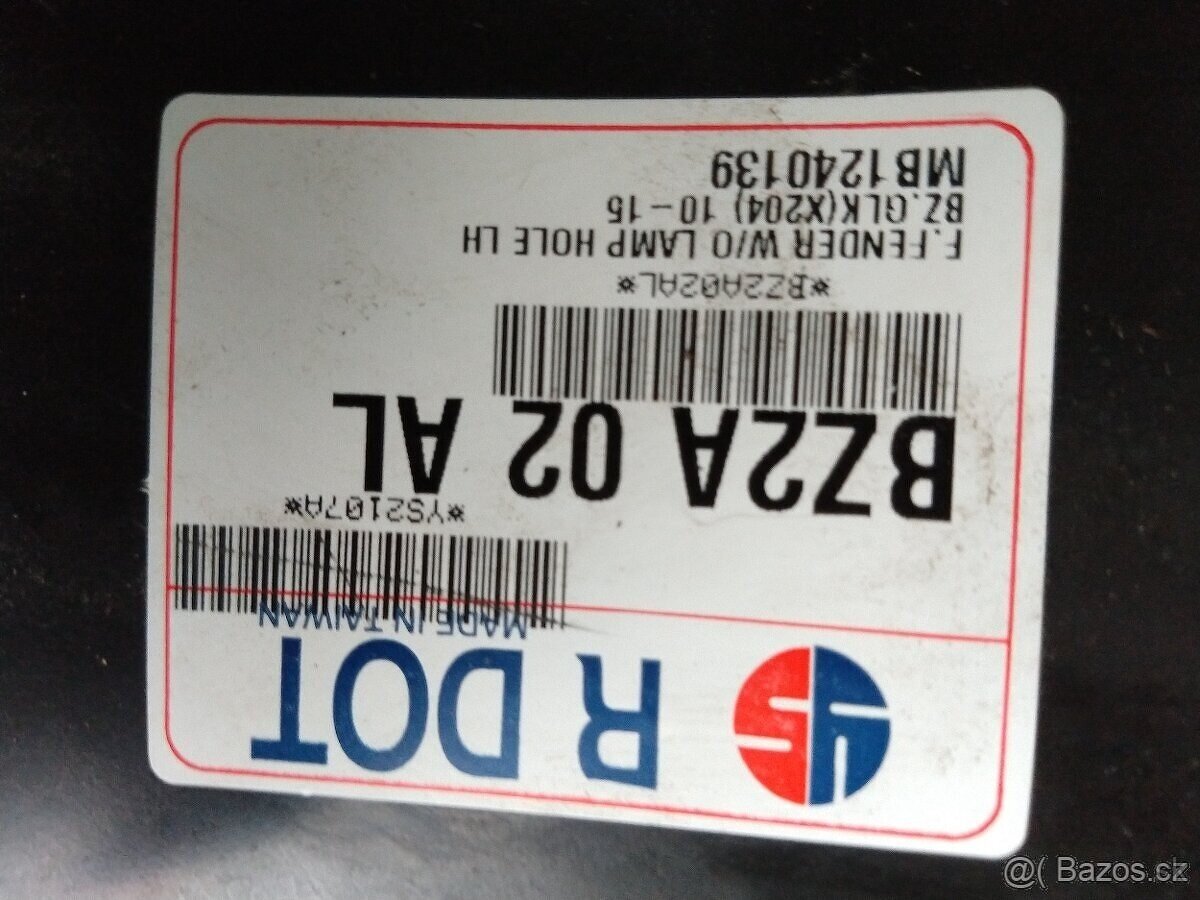 YS
R DOT
MADE IN TAIWAN
*YS2107A*
BZ2A 02 AL
*BZ2A02AL*
F.FENDER W/O LAMP HOLE LH
BZ.GLK(X204) 10-15
MB1240139
@( Bazos.cz